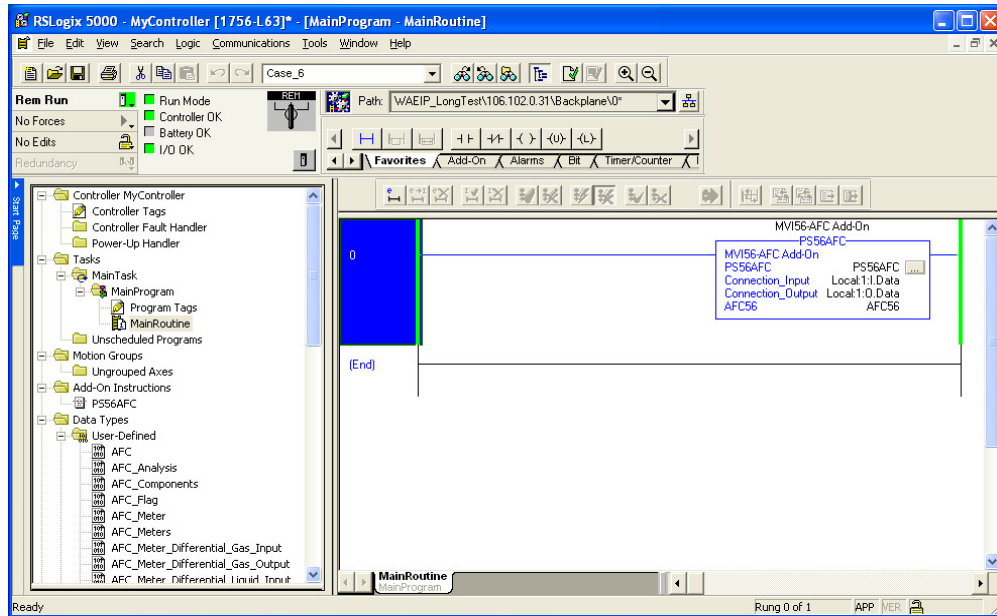 RSLogix 5000 - MyController [1756-L63]* - [MainProgram - MainRoutine]
File Edit View Search Logic Communications Tools Window Help
Case_6
Rem Run
No Forces
No Edits
Redundancy
Run Mode
Controller OK
Battery OK
I/O OK
REM
Path: WAEIP_LongTest\106.102.0.31\Backplane\0*
Favorites Add-On Alarms Bit Timer/Counter
Start Page
Controller MyController
Controller Tags
Controller Fault Handler
Power-Up Handler
Tasks
MainTask
MainProgram
Program Tags
MainRoutine
Unscheduled Programs
Motion Groups
Ungrouped Axes
Add-On Instructions
PS56AFC
Data Types
User-Defined
AFC
AFC_Analysis
AFC_Components
AFC_Flag
AFC_Meter
AFC_Meters
AFC_Meter_Differential_Gas_Input
AFC_Meter_Differential_Gas_Output
AFC_Meter_Differential_Liquid_Input
0
MVI56-AFC Add-On
PS56AFC
MVI56-AFC Add-On
PS56AFC PS56AFC ...
Connection_Input Local:1:I.Data
Connection_Output Local:1:O.Data
AFC56 AFC56
(End)
MainRoutine
MainProgram
Ready
Rung 0 of 1 APP VER